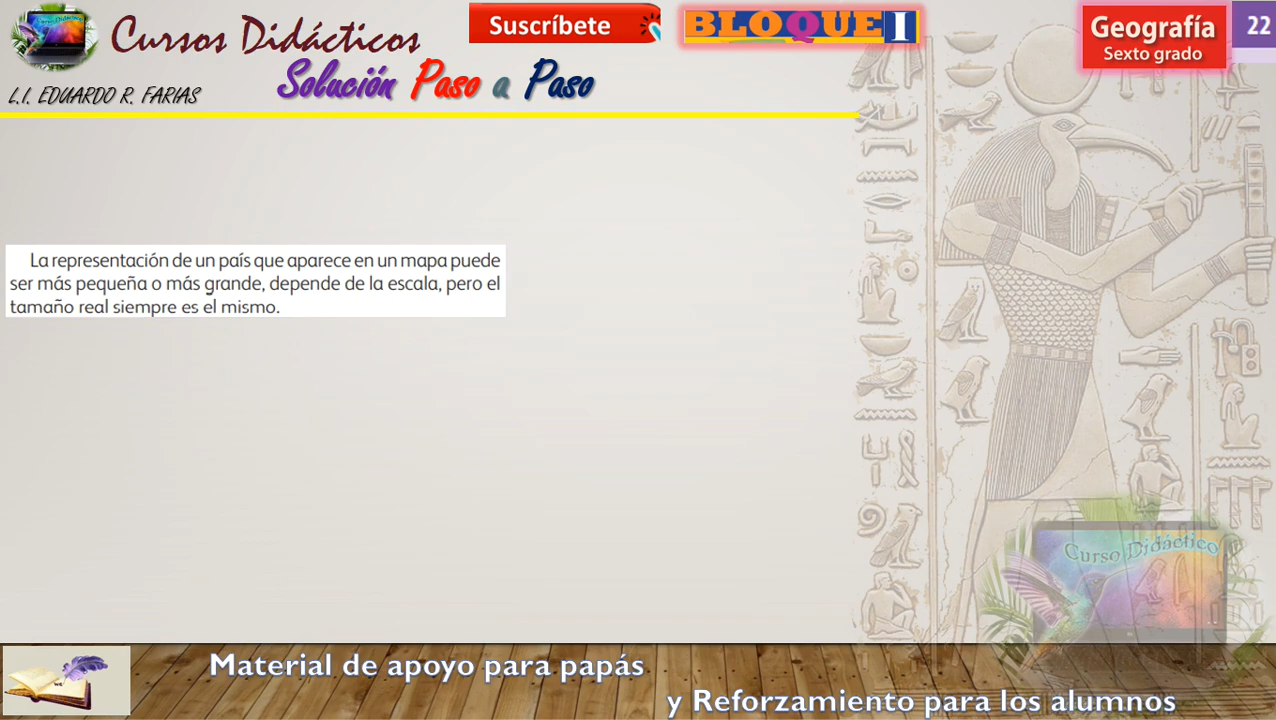 Cursos Didácticos
Suscríbete
BLOQUE I
Geografía
Sexto grado
22
Solución Paso a Paso
L.I. EDUARDO R. FARIAS
La representación de un país que aparece en un mapa puede
ser más pequeña o más grande, depende de la escala, pero el
tamaño real siempre es el mismo.
Curso Didáctico
Material de apoyo para papás
y Reforzamiento para los alumnos